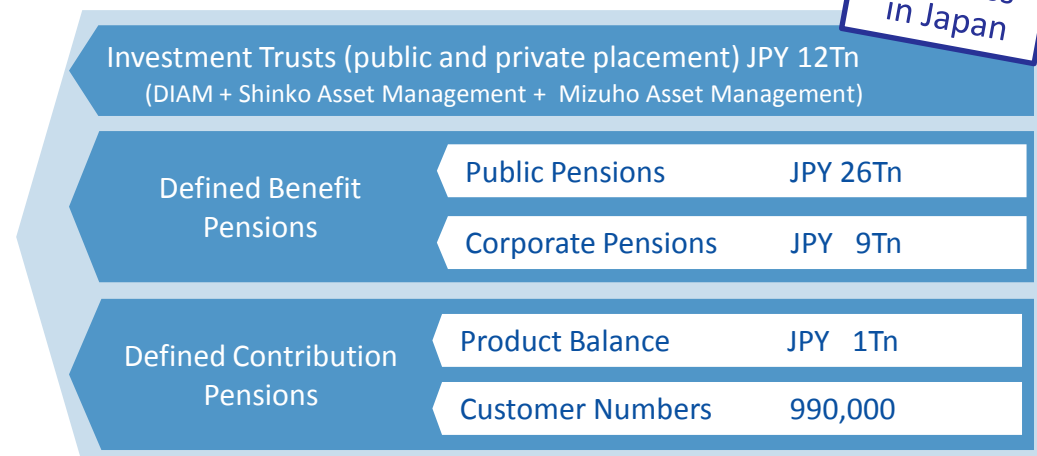 in Japan
Investment Trusts (public and private placement) JPY 12Tn
(DIAM + Shinko Asset Management + Mizuho Asset Management)
Defined Benefit
Pensions
Public Pensions JPY 26Tn
Corporate Pensions JPY 9Tn
Defined Contribution
Pensions
Product Balance JPY 1Tn
Customer Numbers 990,000